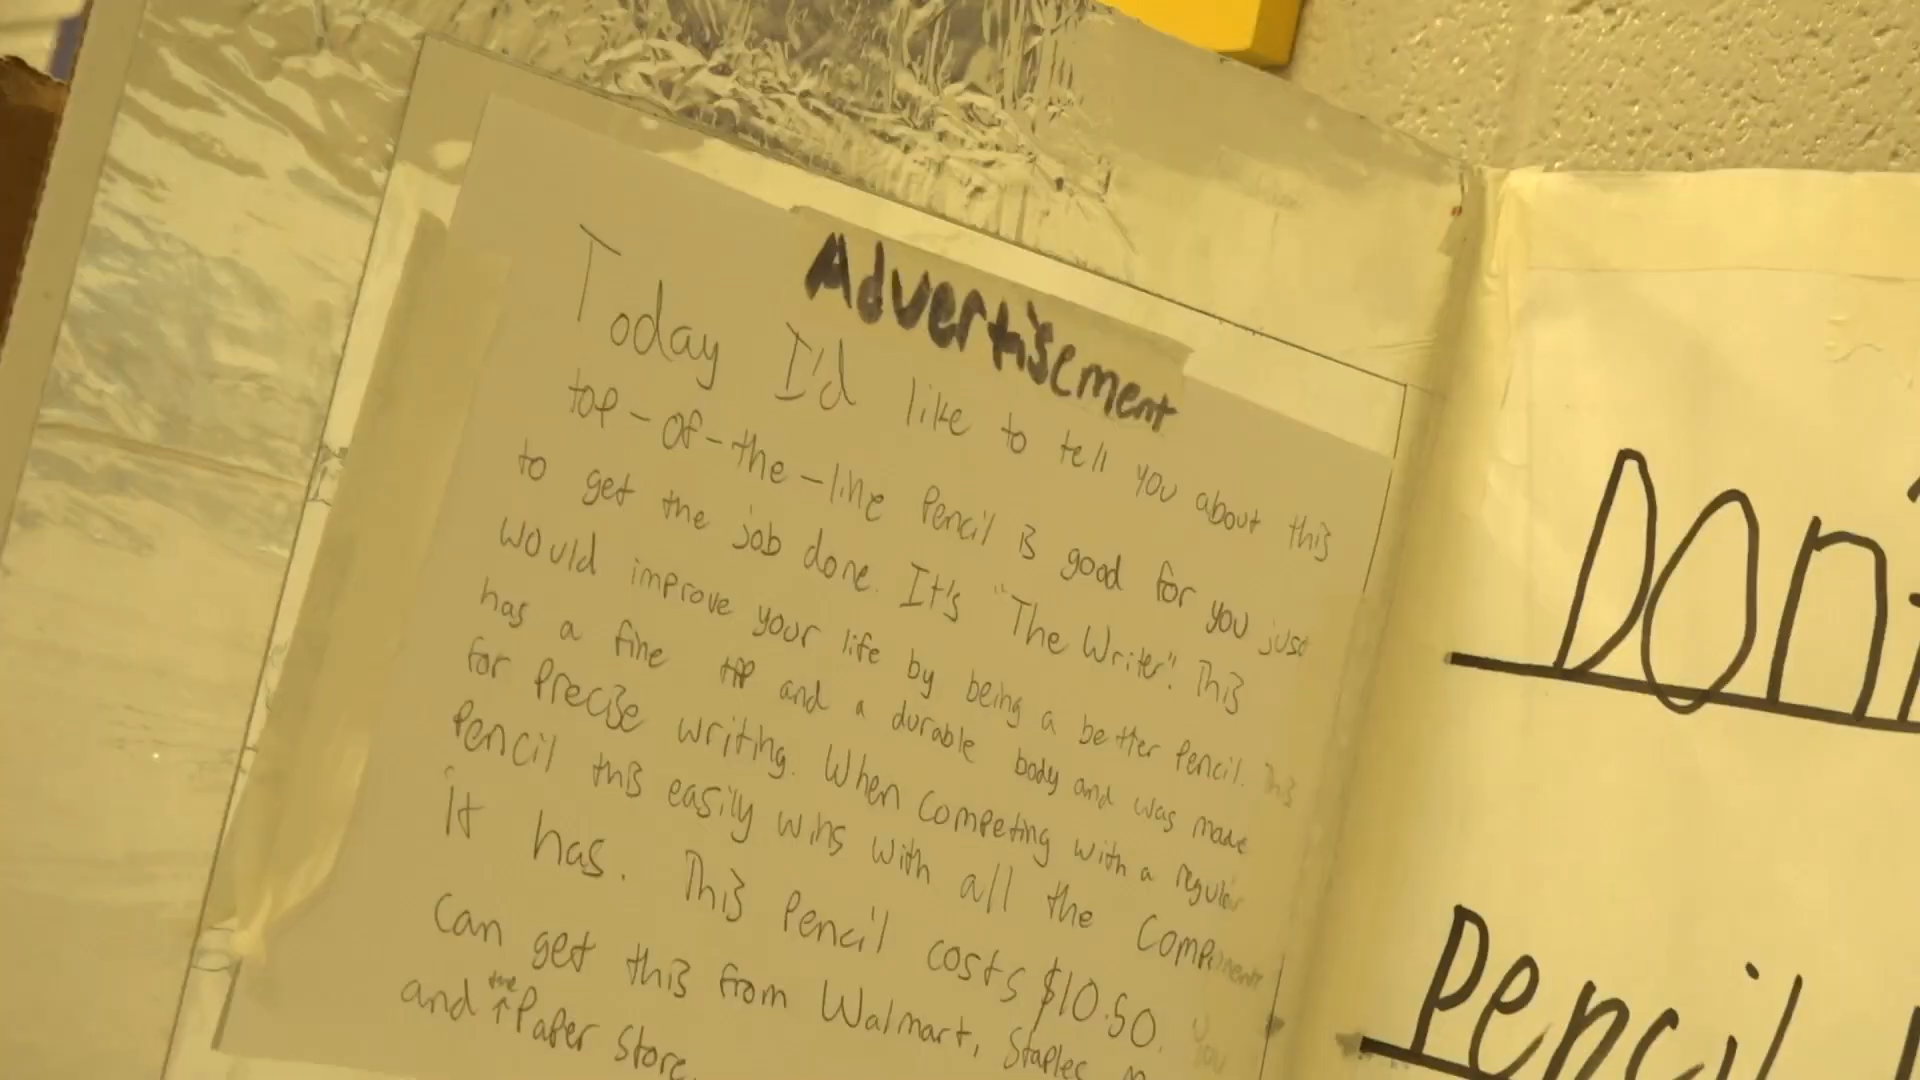 Advertisement
Today I'd like to tell you about this
top-of-the-line Pencil is good for you just
to get the job done. It's "The Writer". This
would improve your life by being a better Pencil. This
has a fine tip and a durable body and was made
for Precise writing. When Competing with a regular
Pencil this easily wins with all the Components
it has. This Pencil costs $10.50. You
can get this from Walmart, Staples
and the Paper Store.
Don'
Pencil